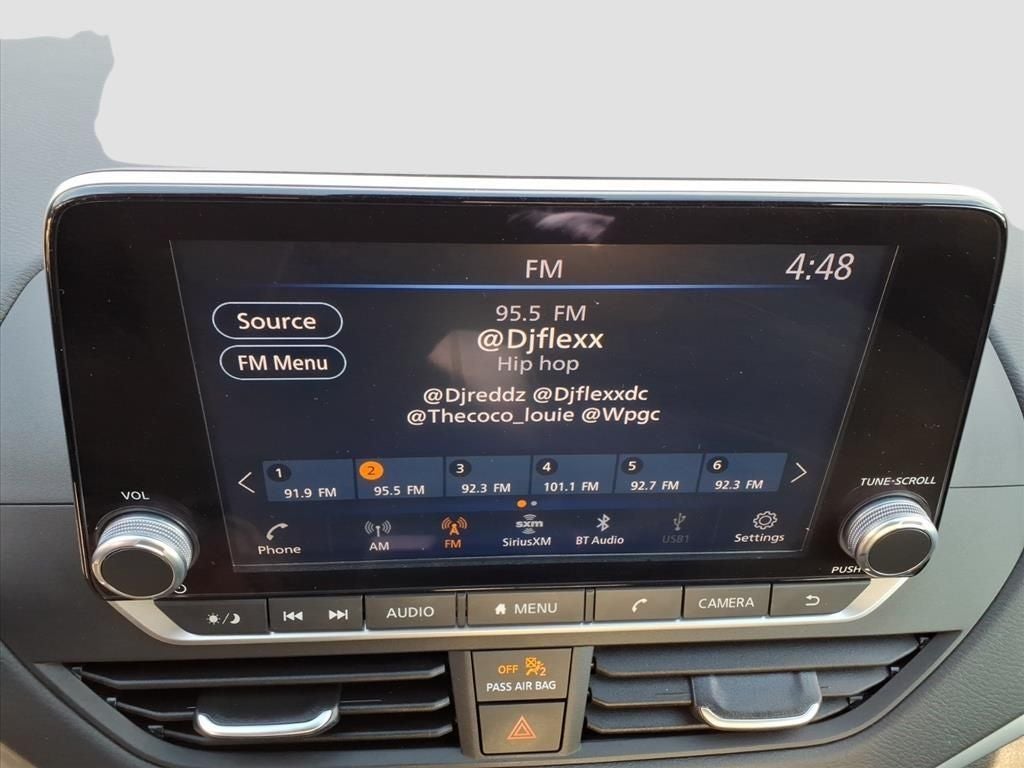 FM
4:48
Source
95.5 FM
@Djflexx
FM Menu
Hip hop
@Djreddz @Djflexxdc
@Thecoco_louie @Wpgc
1 2 3 4 5 6
91.9 FM 95.5 FM 92.3 FM 101.1 FM 92.7 FM 92.3 FM
VOL
TUNE-SCROLL
sxm
Phone AM FM SiriusXM BT Audio USB1 Settings
PUSH
AUDIO MENU CAMERA
OFF 2
PASS AIR BAG